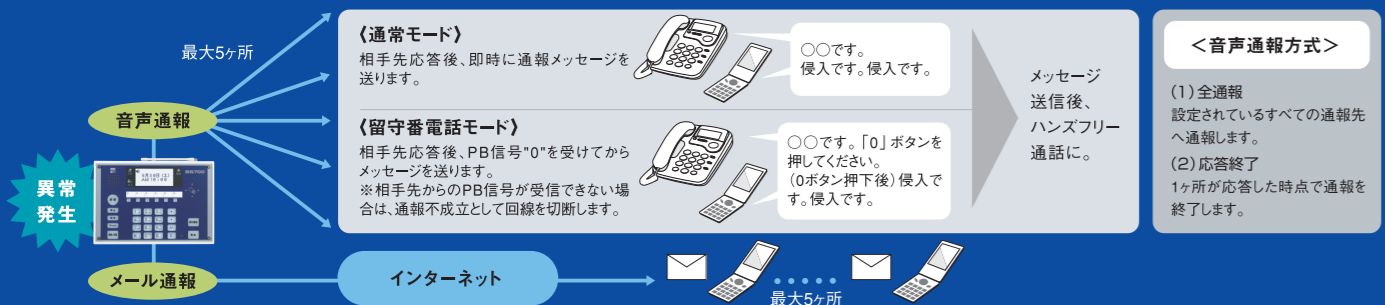 最大5ヶ所
音声通報
異常
発生
メール通報
〈通常モード〉
相手先応答後、即時に通報メッセージを
送ります。
○○です。
侵入です。侵入です。
〈留守番電話モード〉
相手先応答後、PB信号"0"を受けてから
メッセージを送ります。
※相手先からのPB信号が受信できない場
合は、通報不成立として回線を切断します。
○○です。「0」ボタンを
押してください。
(0ボタン押下後)侵入で
す。侵入です。
メッセージ
送信後、
ハンズフリー
通話に。
＜音声通報方式＞
(1)全通報
設定されているすべての通報先
へ通報します。
(2)応答終了
1ヶ所が応答した時点で通報を
終了します。
インターネット
最大5ヶ所